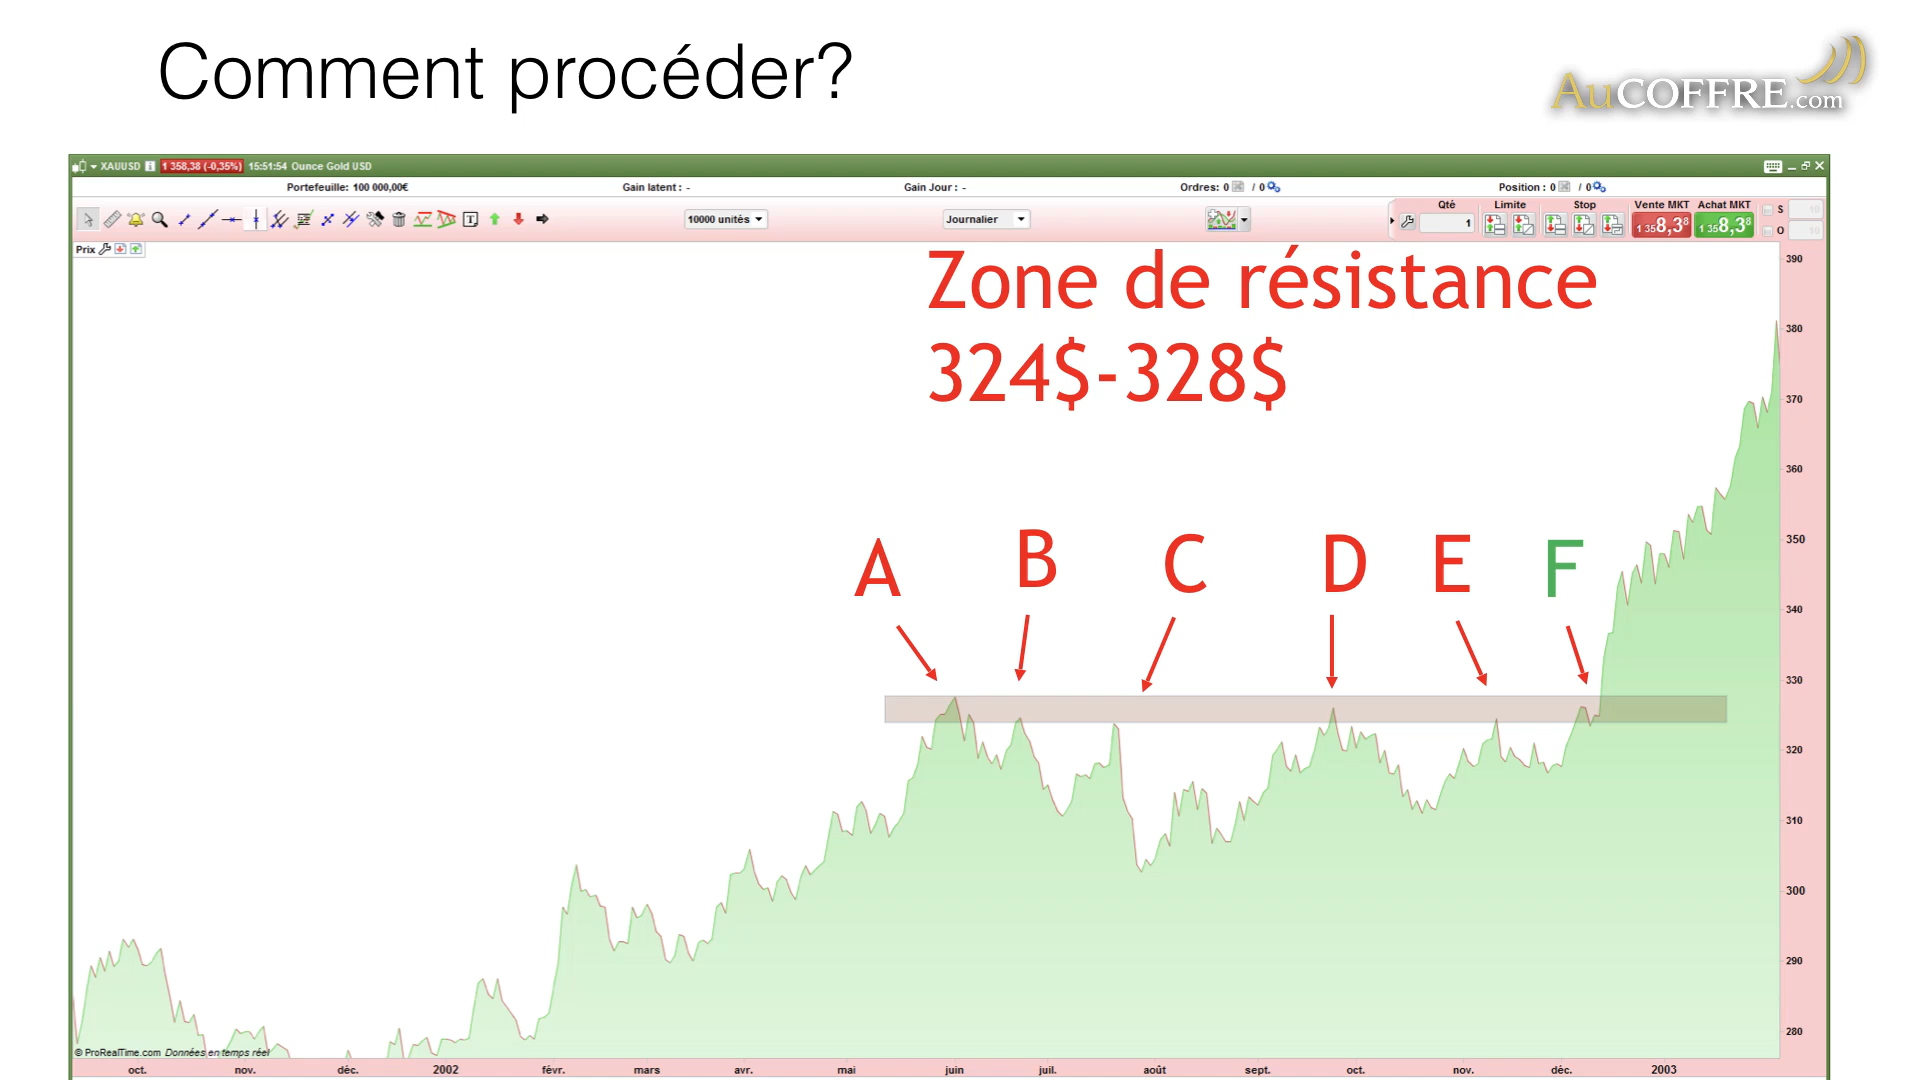 Comment procéder?
AuCOFFRE.com
XAUUSD 1 358,38 (-0,35%) 15:51:54 Ounce Gold USD
Portefeuille: 100 000,00€ Gain latent : - Gain Jour : - Ordres: 0 / 0 Position : 0 / 0
10000 unités Journalier
Qté Limite Stop Vente MKT Achat MKT
1 1 358,38 1 358,38
S 10
O 10
Prix
Zone de résistance
324$-328$
A B C D E F
390
380
370
360
350
340
330
320
310
300
290
280
© ProRealTime.com Données en temps réel
oct. nov. déc. 2002 févr. mars avr. mai juin juil. août sept. oct. nov. déc. 2003